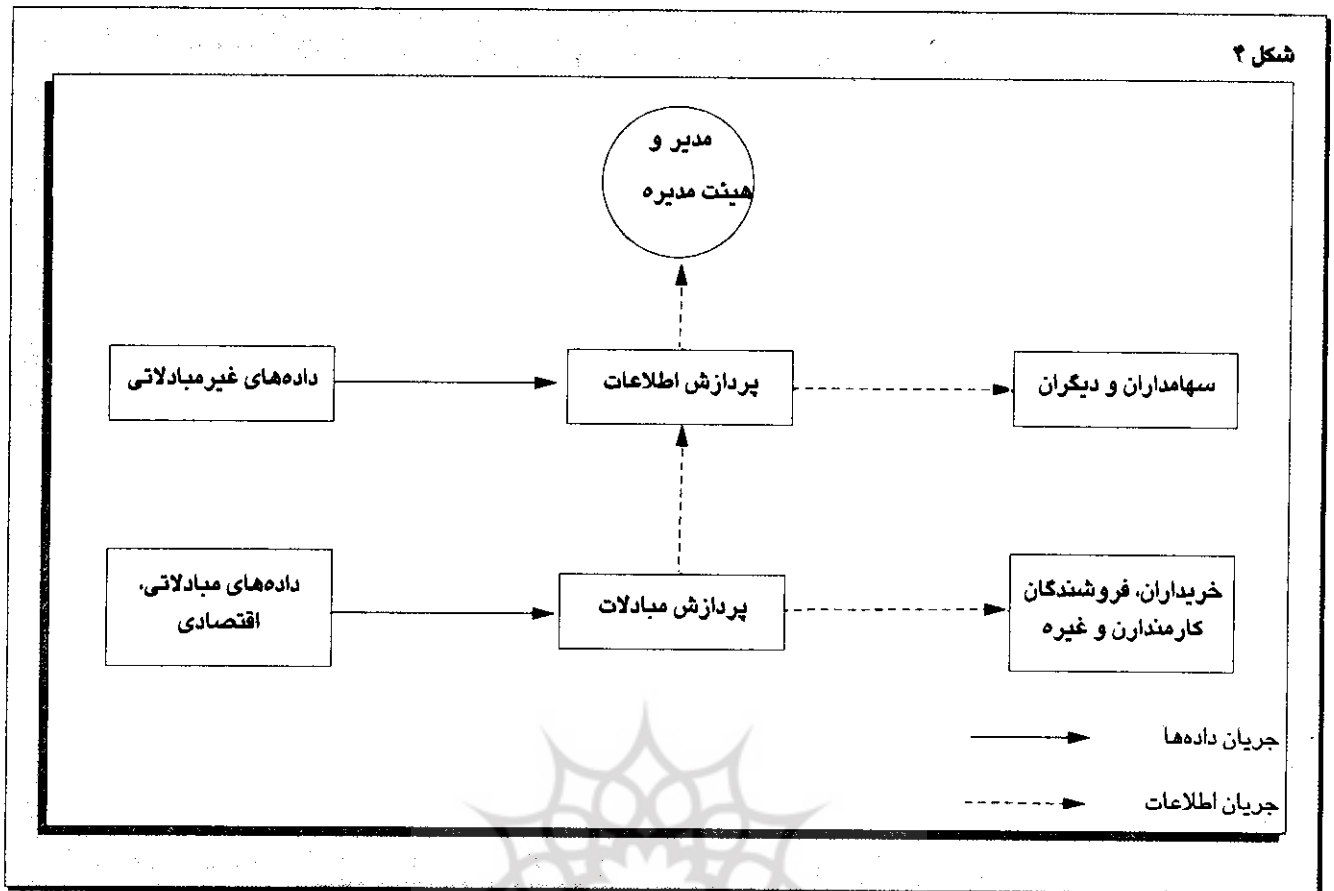 شکل ۴
مدیر و
هیئت مدیره
داده‌های غیرمبادلاتی
پردازش اطلاعات
سهامداران و دیگران
داده‌های مبادلاتی،
اقتصادی
پردازش مبادلات
خریداران، فروشندگان
کارمندارن و غیره
جریان داده‌ها
جریان اطلاعات